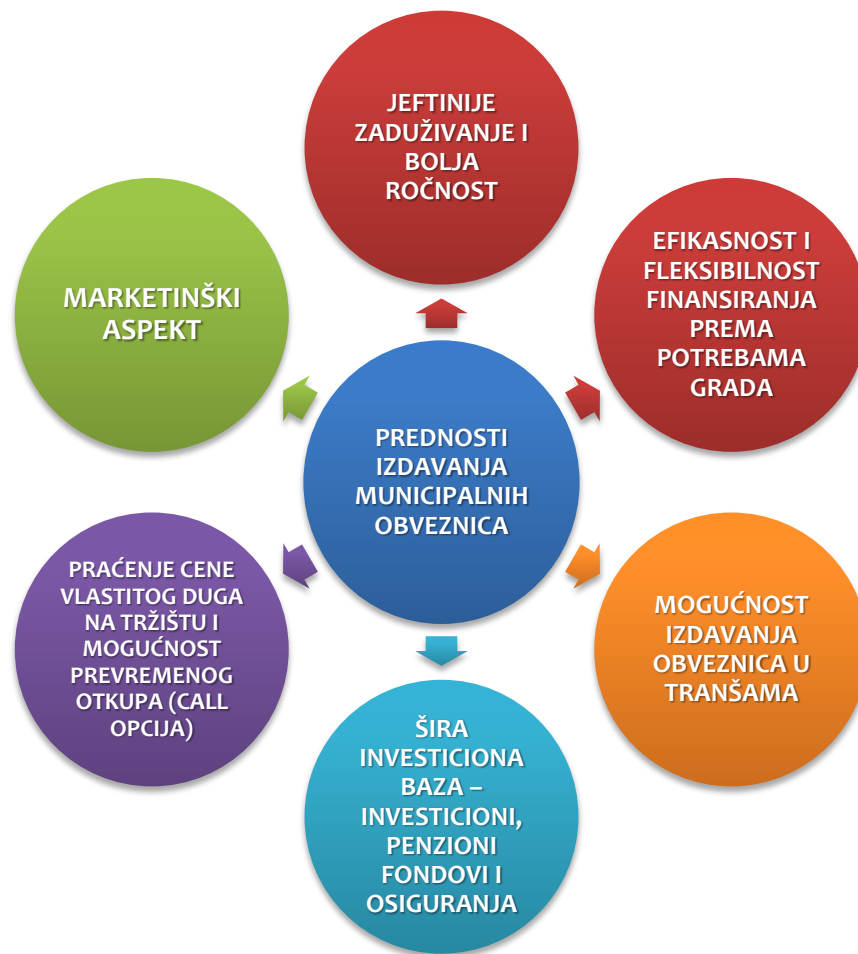 JEFTINIJE
ZADUŽIVANJE I
BOLJA
ROČNOST
EFIKASNOST I
FLEKSIBILNOST
FINANSIRANJA
PREMA
POTREBAMA
GRADA
MARKETINŠKI
ASPEKT
PREDNOSTI
IZDAVANJA
MUNICIPALNIH
OBVEZNICA
PRAĆENJE CENE
VLASTITOG DUGA
NA TRŽIŠTU I
MOGUĆNOST
PREVREMENOG
OTKUPA (CALL
OPCIJA)
MOGUĆNOST
IZDAVANJA
OBVEZNICA U
TRANŠAMA
ŠIRA
INVESTICIONA
BAZA –
INVESTICIONI,
PENZIONI
FONDOVI I
OSIGURANJA